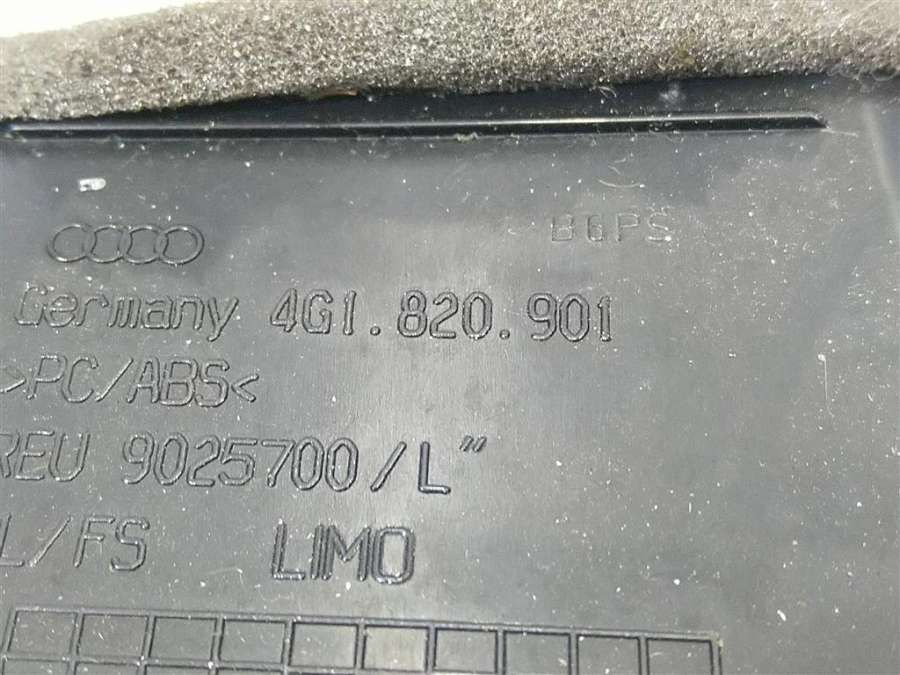 B6PS
Germany 4G1.820.901
>PC/ABS<
REU 9025700/L"
L/FS LIMO